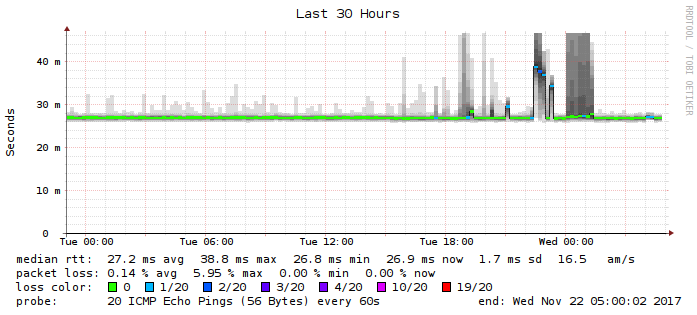 Last 30 Hours
RRDTOOL / TOBI OETIKER
Seconds
40 m
30 m
20 m
10 m
0
Tue 00:00 Tue 06:00 Tue 12:00 Tue 18:00 Wed 00:00
median rtt: 27.2 ms avg 38.8 ms max 26.8 ms min 26.9 ms now 1.7 ms sd 16.5 am/s
packet loss: 0.14 % avg 5.95 % max 0.00 % min 0.00 % now
loss color: 0 1/20 2/20 3/20 4/20 10/20 19/20
probe: 20 ICMP Echo Pings (56 Bytes) every 60s end: Wed Nov 22 05:00:02 2017